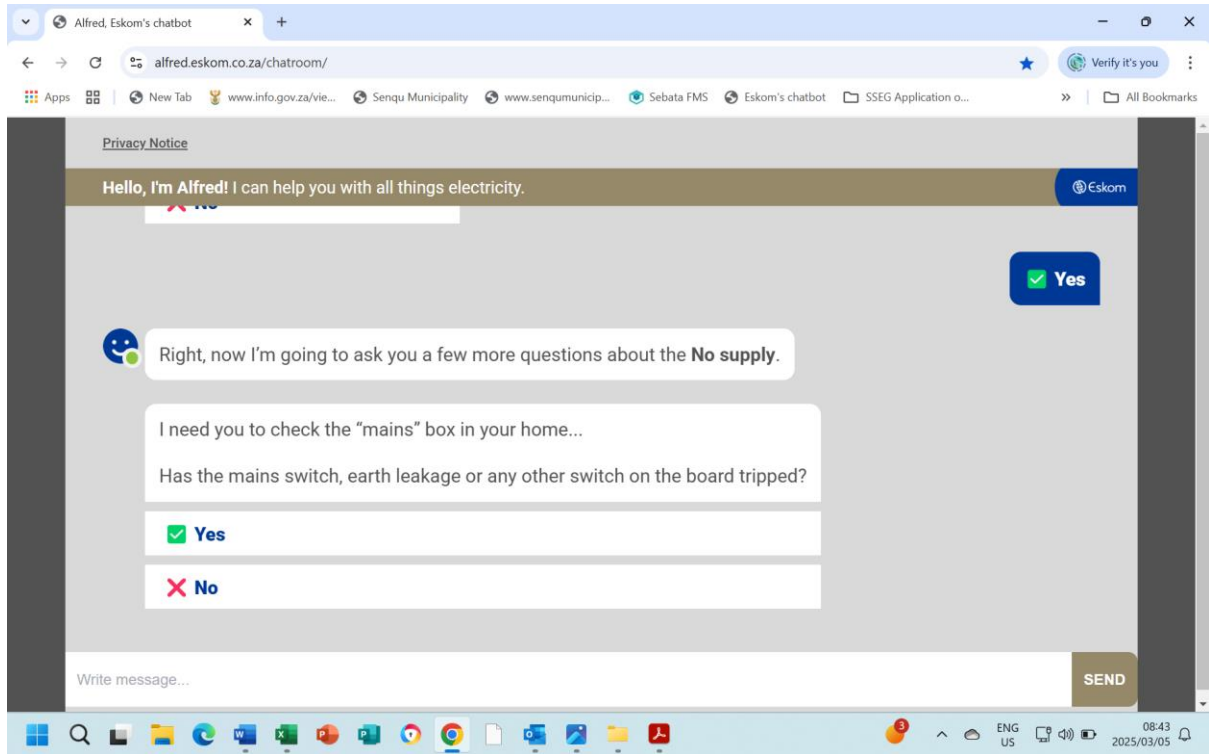 Alfred, Eskom's chatbot
alfred.eskom.co.za/chatroom/
Verify it's you
Apps
New Tab
www.info.gov.za/vie...
Senqu Municipality
www.senqumunicip...
Sebata FMS
Eskom's chatbot
SSEG Application o...
All Bookmarks
Privacy Notice
Hello, I'm Alfred! I can help you with all things electricity.
Eskom
No
Yes
Right, now I'm going to ask you a few more questions about the No supply.
I need you to check the “mains” box in your home...
Has the mains switch, earth leakage or any other switch on the board tripped?
Yes
No
Write message...
SEND
3
ENG
US
08:43
2025/03/05